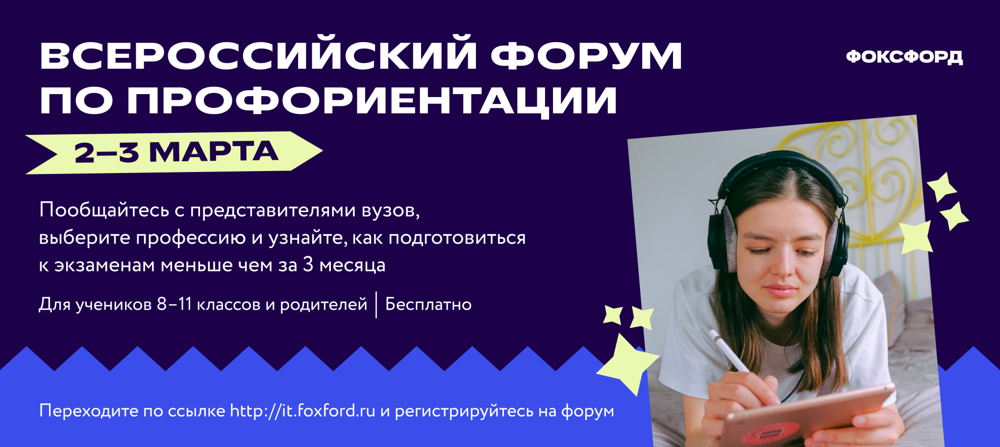 ВСЕРОССИЙСКИЙ ФОРУМ
ПО ПРОФОРИЕНТАЦИИ
ФОКСФОРД
2–3 МАРТА
Пообщайтесь с представителями вузов,
выберите профессию и узнайте, как подготовиться
к экзаменам меньше чем за 3 месяца
Для учеников 8–11 классов и родителей | Бесплатно
Переходите по ссылке http://it.foxford.ru и регистрируйтесь на форум